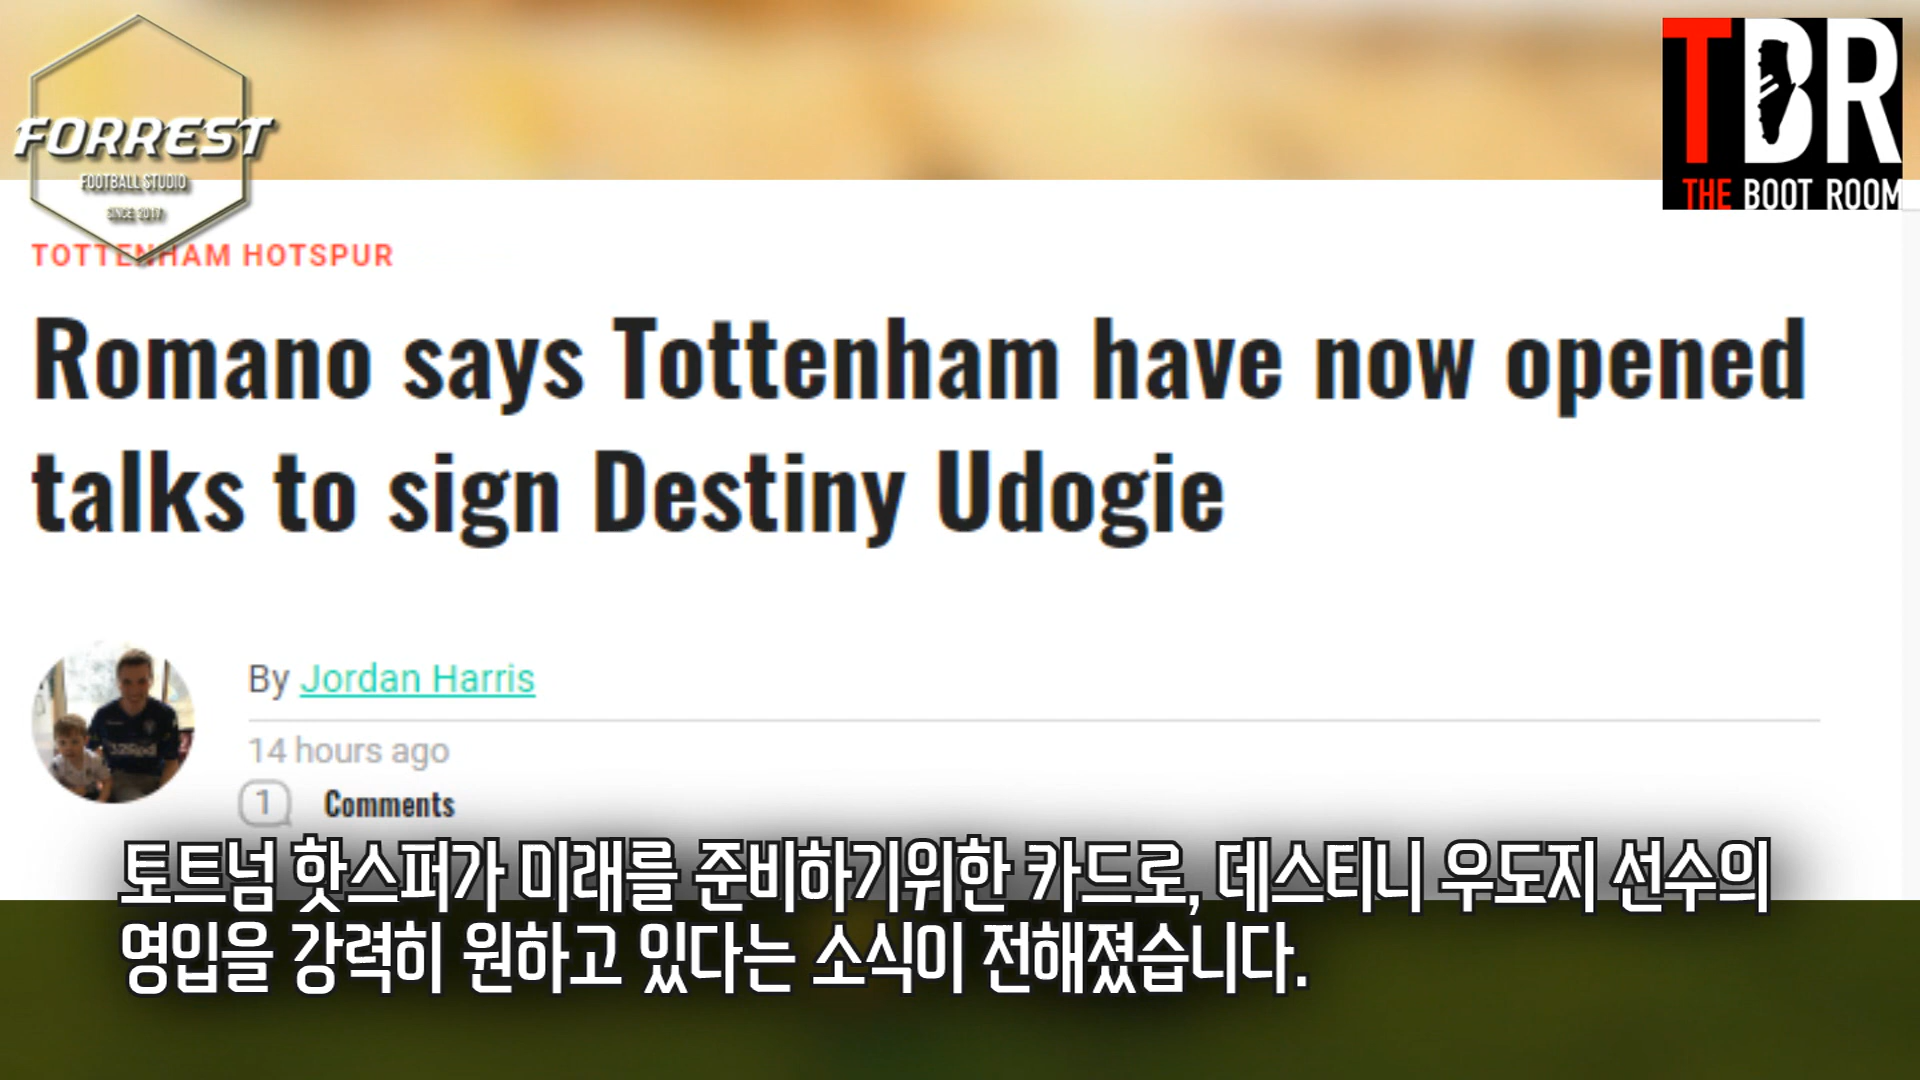 FORREST
FOOTBALL STUDIO
SINCE 2017
TBR
THE BOOT ROOM
TOTTENHAM HOTSPUR
Romano says Tottenham have now opened
talks to sign Destiny Udogie
By Jordan Harris
14 hours ago
1 Comments
토트넘 핫스퍼가 미래를 준비하기위한 카드로, 데스티니 우도지 선수의
영입을 강력히 원하고 있다는 소식이 전해졌습니다.